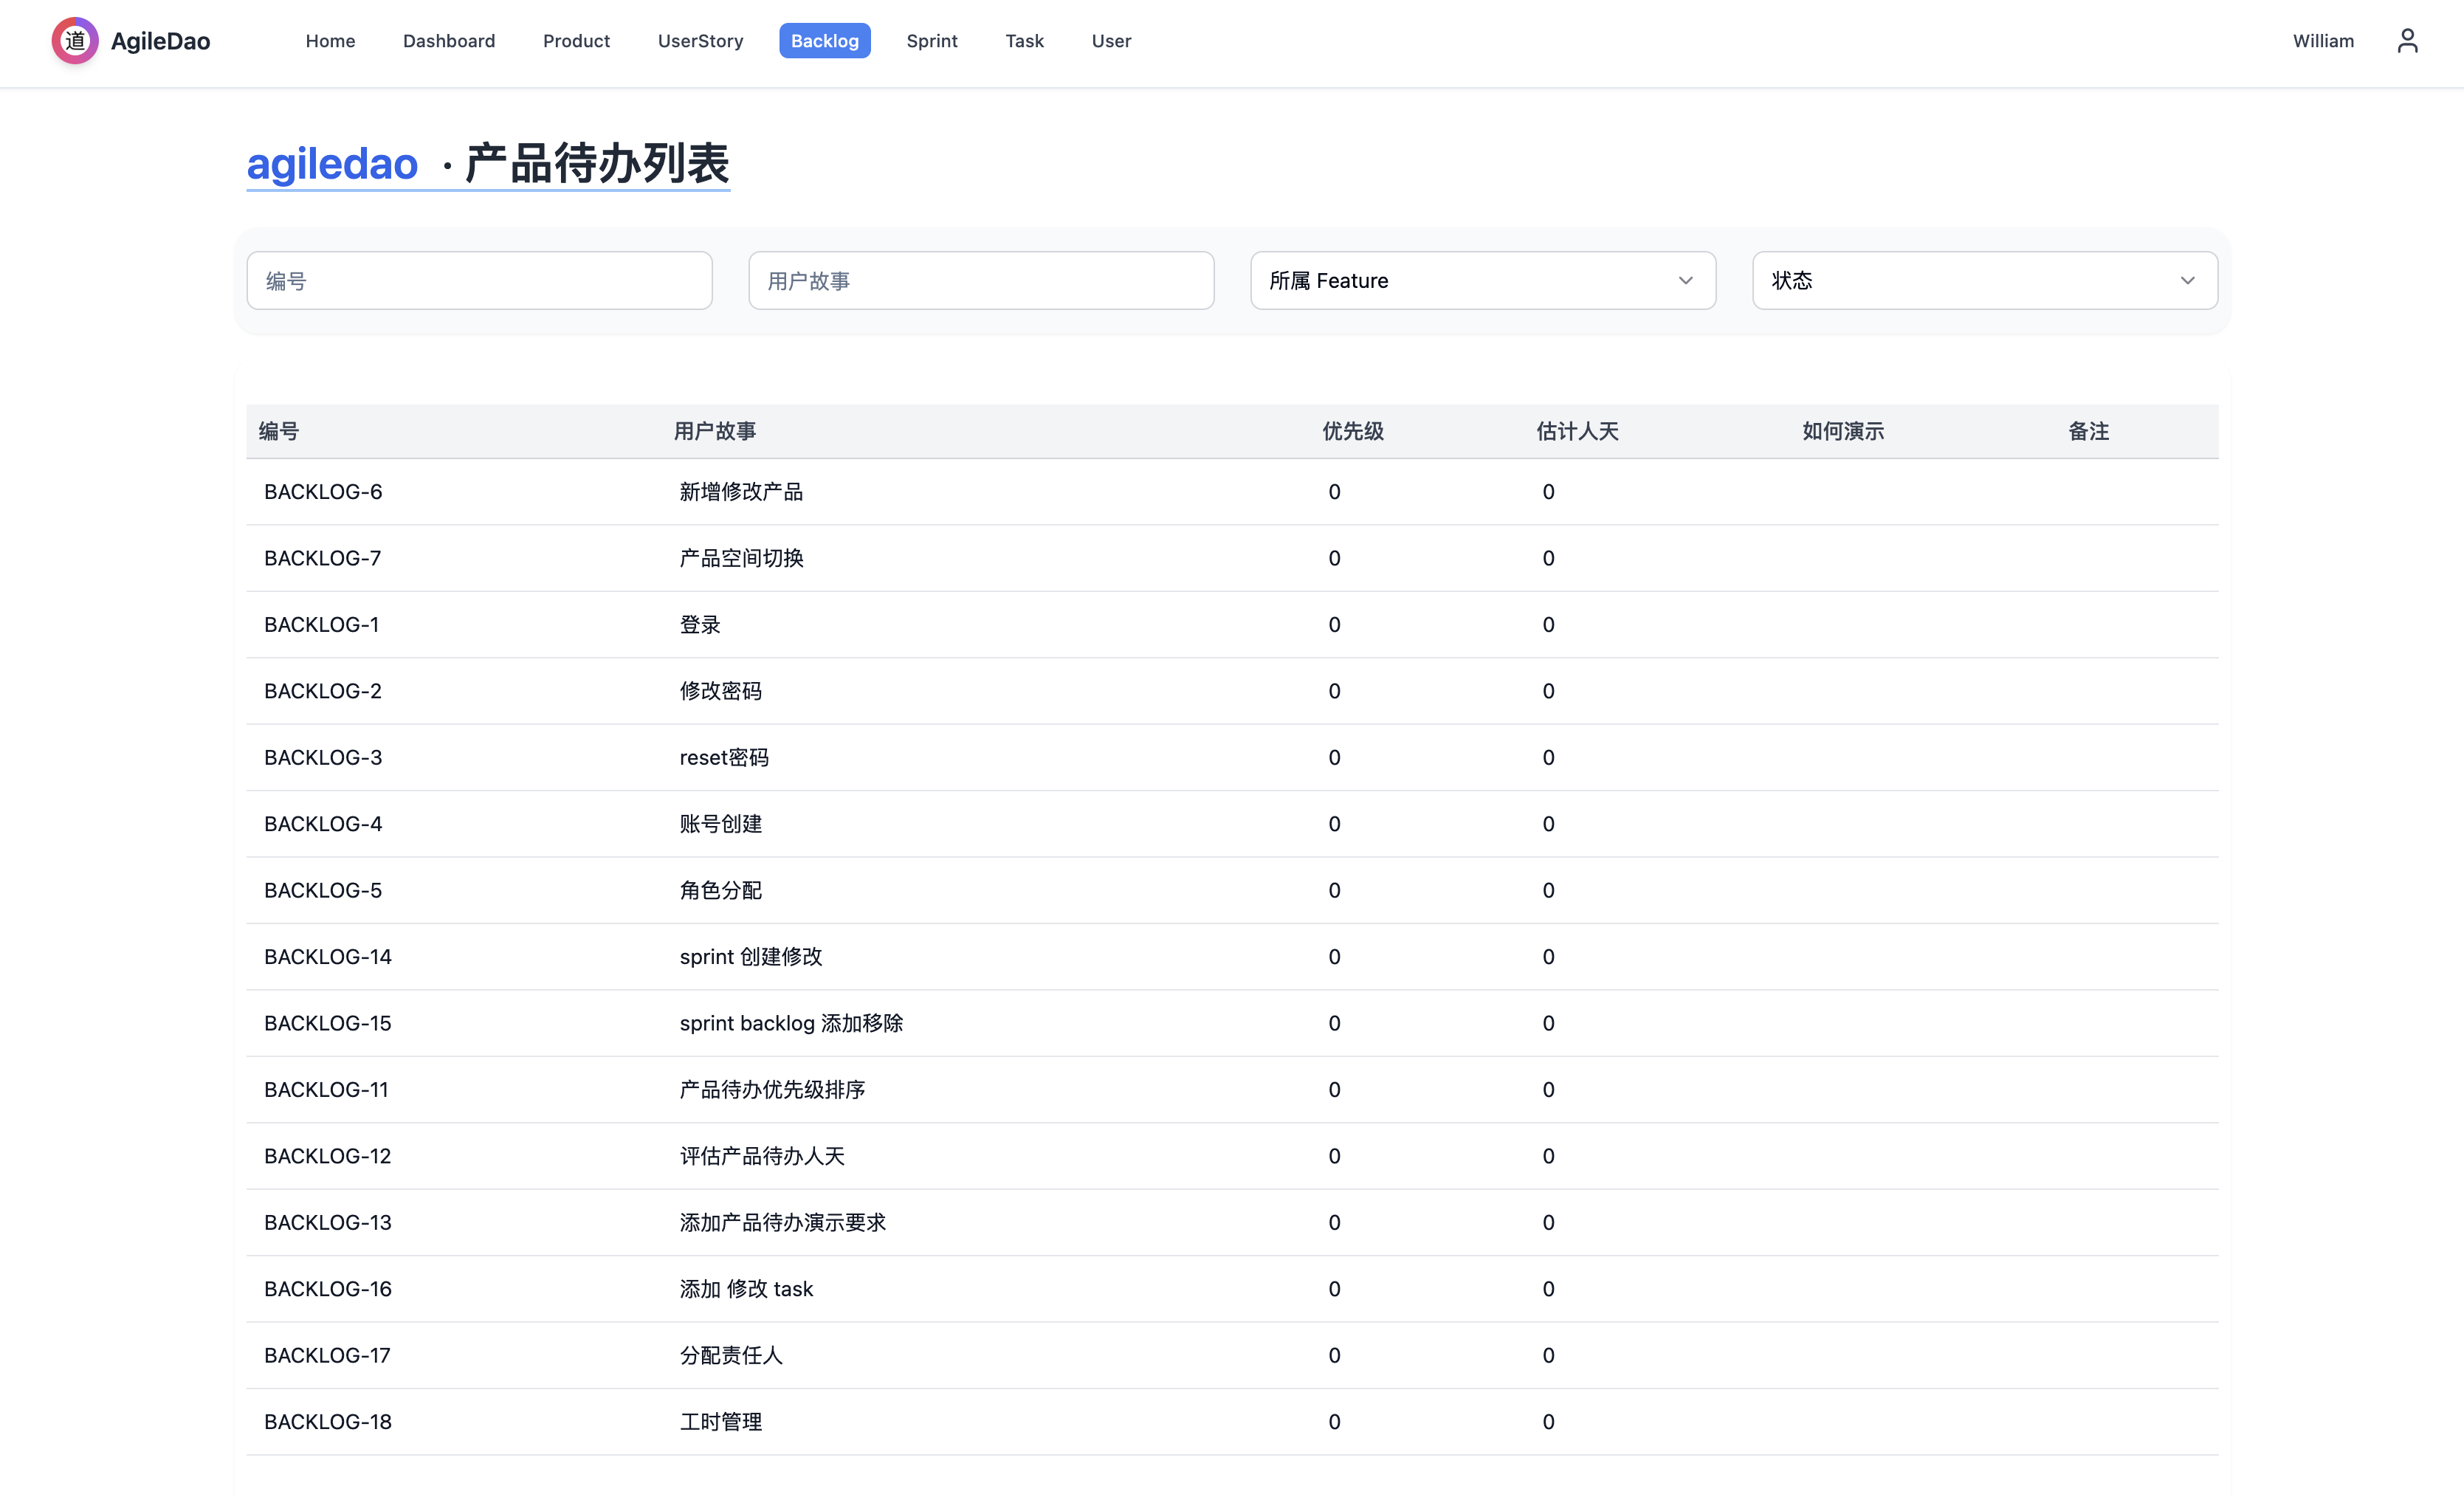 道 AgileDao Home Dashboard Product UserStory Backlog Sprint Task User William
agiledao · 产品待办列表
编号 用户故事 所属 Feature 状态
编号 用户故事 优先级 估计人天 如何演示 备注
BACKLOG-6 新增修改产品 0 0
BACKLOG-7 产品空间切换 0 0
BACKLOG-1 登录 0 0
BACKLOG-2 修改密码 0 0
BACKLOG-3 reset密码 0 0
BACKLOG-4 账号创建 0 0
BACKLOG-5 角色分配 0 0
BACKLOG-14 sprint 创建修改 0 0
BACKLOG-15 sprint backlog 添加移除 0 0
BACKLOG-11 产品待办优先级排序 0 0
BACKLOG-12 评估产品待办人天 0 0
BACKLOG-13 添加产品待办演示要求 0 0
BACKLOG-16 添加 修改 task 0 0
BACKLOG-17 分配责任人 0 0
BACKLOG-18 工时管理 0 0